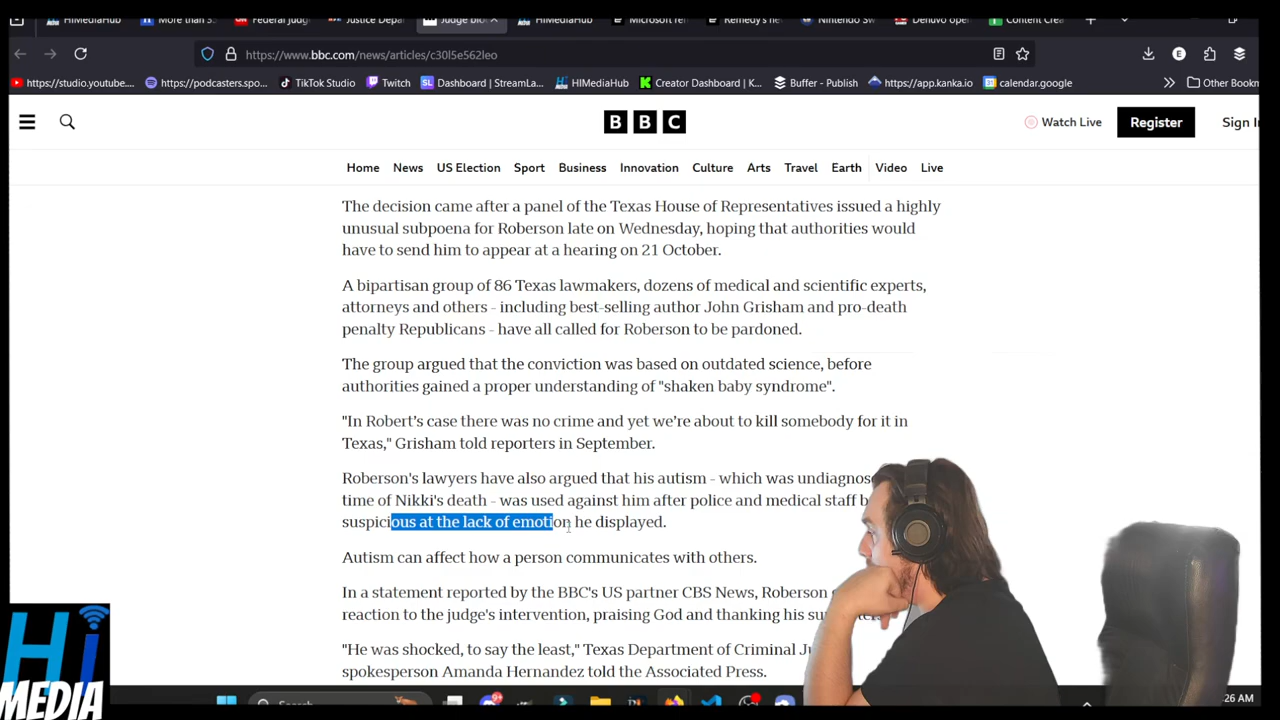 HIMediaHub
More than 3
Federal judg
Justice Depa
Judge blo
HIMediaHub
Microsoft re
Remedy's ne
Nintendo Sw
Denuvo ope
Content Crea
https://www.bbc.com/news/articles/c30l5e562leo
E
https://studio.youtube....
https://podcasters.spo...
TikTok Studio
Twitch
SL
Dashboard | StreamLa...
HIMediaHub
Creator Dashboard | K...
Buffer - Publish
https://app.kanka.io
calendar.google
Other Bookn
BBC
Watch Live
Register
Sign In
Home News US Election Sport Business Innovation Culture Arts Travel Earth Video Live
The decision came after a panel of the Texas House of Representatives issued a highly
unusual subpoena for Roberson late on Wednesday, hoping that authorities would
have to send him to appear at a hearing on 21 October.
A bipartisan group of 86 Texas lawmakers, dozens of medical and scientific experts,
attorneys and others - including best-selling author John Grisham and pro-death
penalty Republicans - have all called for Roberson to be pardoned.
The group argued that the conviction was based on outdated science, before
authorities gained a proper understanding of "shaken baby syndrome".
"In Robert's case there was no crime and yet we're about to kill somebody for it in
Texas," Grisham told reporters in September.
Roberson's lawyers have also argued that his autism - which was undiagnose
time of Nikki's death - was used against him after police and medical staff b
suspicious at the lack of emotion he displayed.
Autism can affect how a person communicates with others.
In a statement reported by the BBC's US partner CBS News, Roberson
reaction to the judge's intervention, praising God and thanking his
"He was shocked, to say the least," Texas Department of Criminal Ju
spokesperson Amanda Hernandez told the Associated Press.
Hi
MEDIA
Search
:26 AM